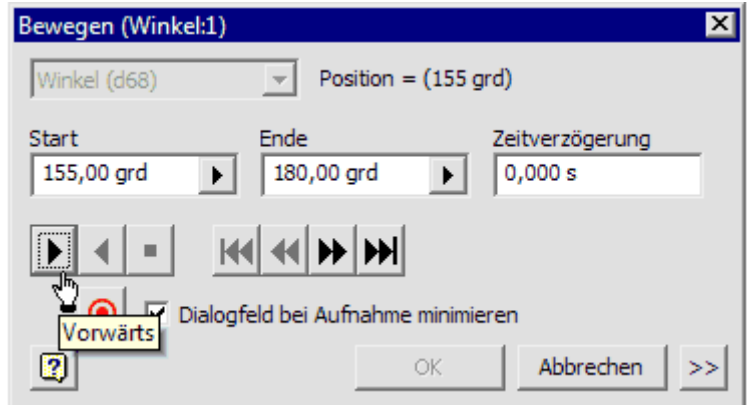 Bewegen (Winkel:1)
Winkel (d68) Position = (155 grd)
Start Ende Zeitverzögerung
155,00 grd 180,00 grd 0,000 s
Dialogfeld bei Aufnahme minimieren
Vorwärts
OK Abbrechen >>